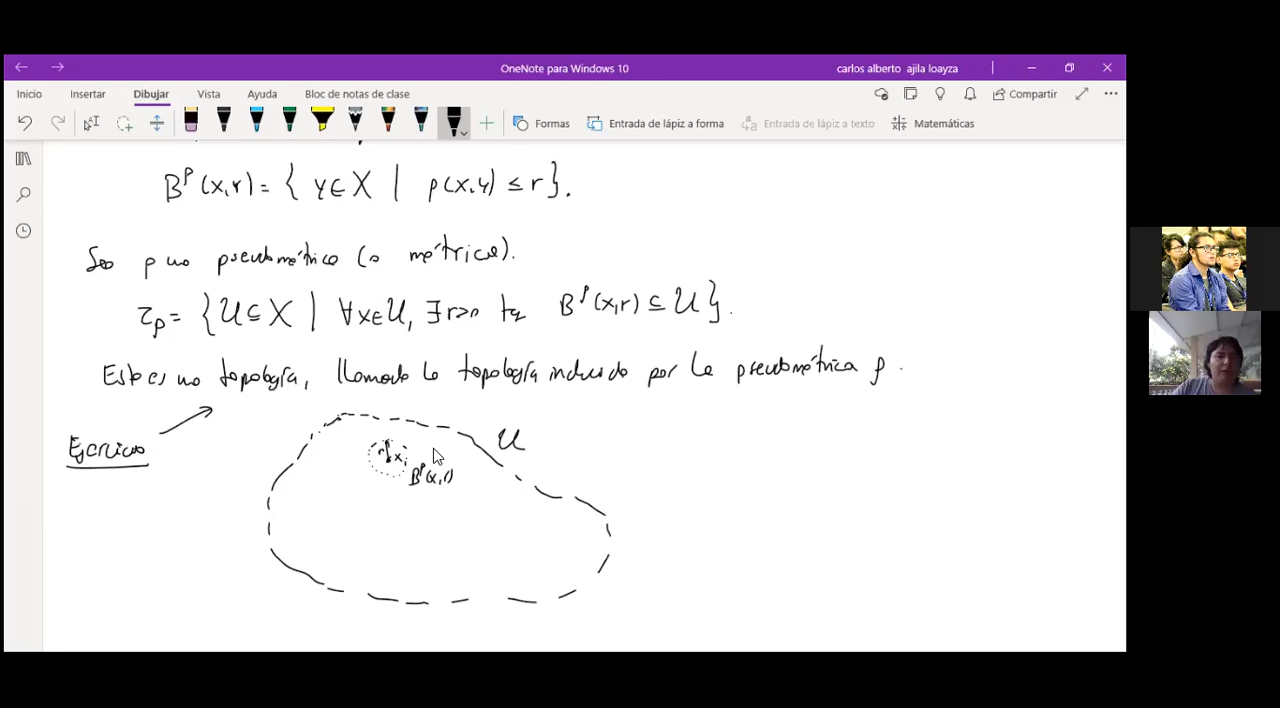 OneNote para Windows 10
carlos alberto ajila loayza
Inicio Insertar Dibujar Vista Ayuda Bloc de notas de clase
Compartir
Formas Entrada de lápiz a forma Entrada de lápiz a texto Matemáticas
B^ρ(x,r) = { y ∈ X | ρ(x,y) ≤ r }.
Sea ρ una pseudométrica (o métrica).
τ_ρ = { U ⊆ X | ∀x∈U, ∃r>0 tq B^ρ(x,r) ⊆ U }.
Esta es una topología, llamada la topología inducida por la pseudométrica ρ.
Ejercicio
U
r x
B^ρ(x,r)